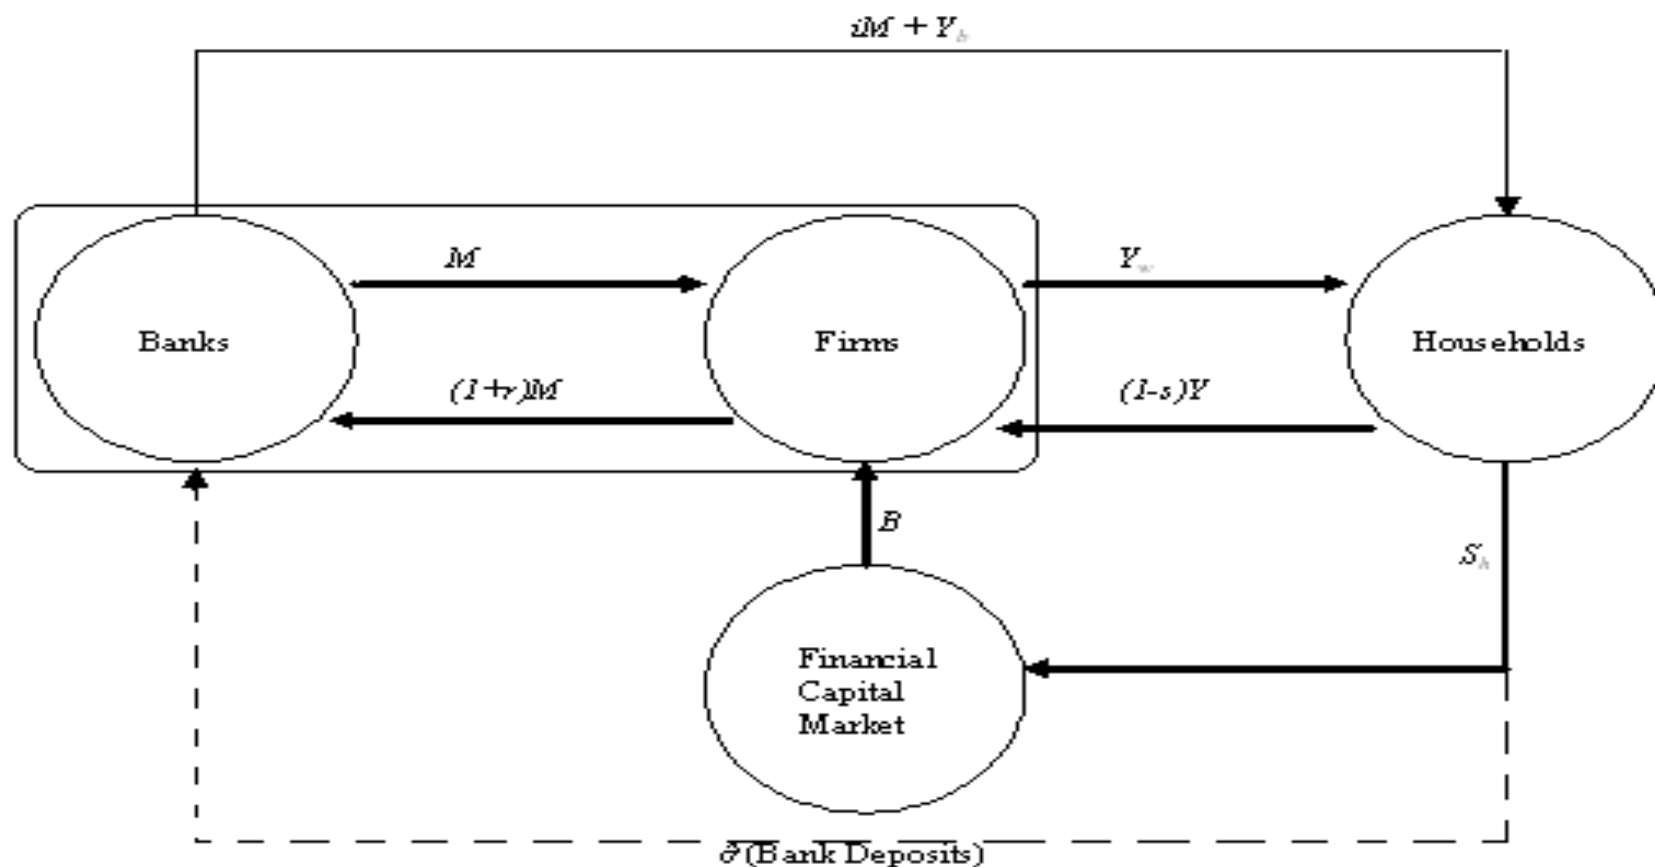 iM + Y_b
M
Y_w
Banks
Firms
Households
(1+r)M
(1-s)Y
B
S_h
Financial
Capital
Market
∂(Bank Deposits)